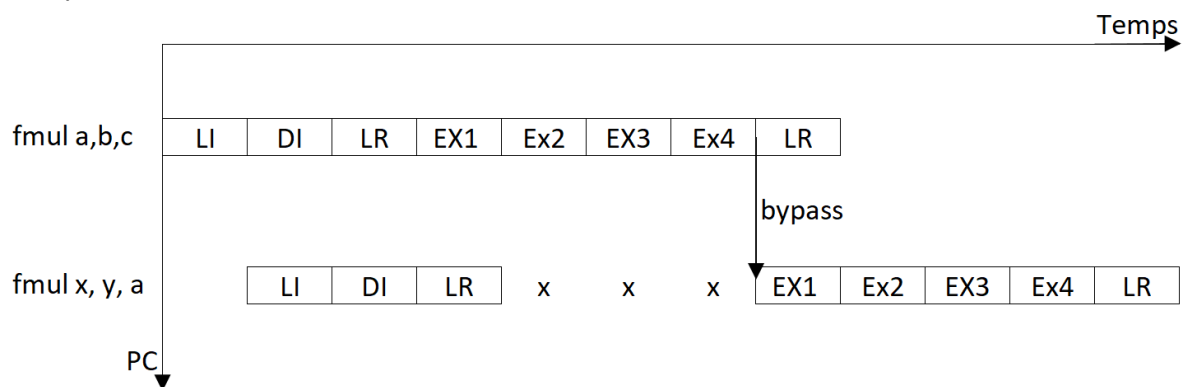 Temps
fmul a,b,c LI DI LR EX1 Ex2 EX3 Ex4 LR
bypass
fmul x, y, a LI DI LR x x x EX1 Ex2 EX3 Ex4 LR
PC